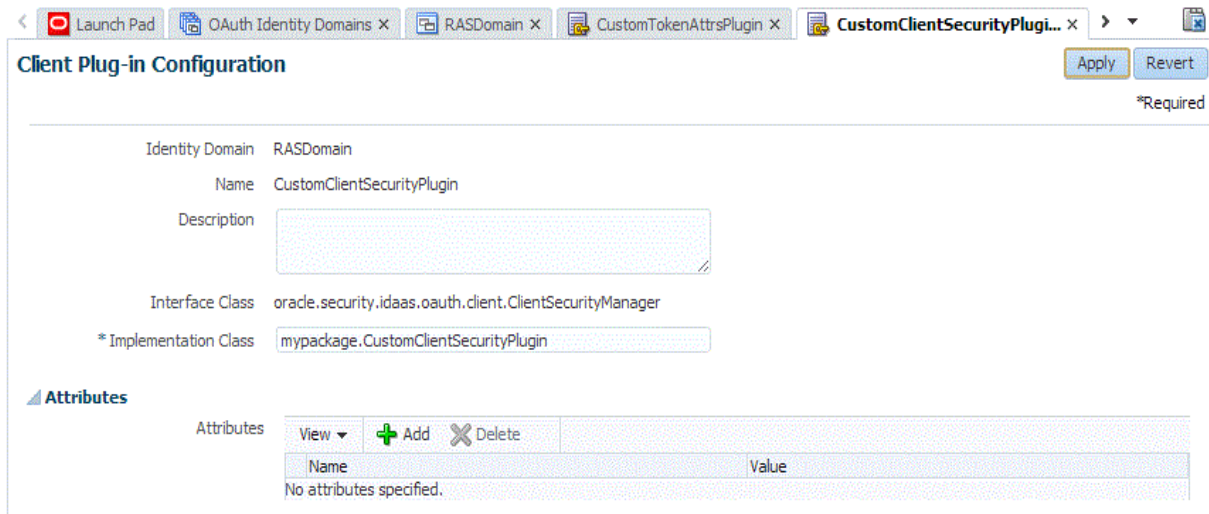 Launch Pad OAuth Identity Domains RASDomain CustomTokenAttrsPlugin CustomClientSecurityPlugi...
Client Plug-in Configuration Apply Revert
*Required
Identity Domain RASDomain
Name CustomClientSecurityPlugin
Description
Interface Class oracle.security.idaas.oauth.client.ClientSecurityManager
* Implementation Class mypackage.CustomClientSecurityPlugin
Attributes
Attributes View Add Delete
Name Value
No attributes specified.